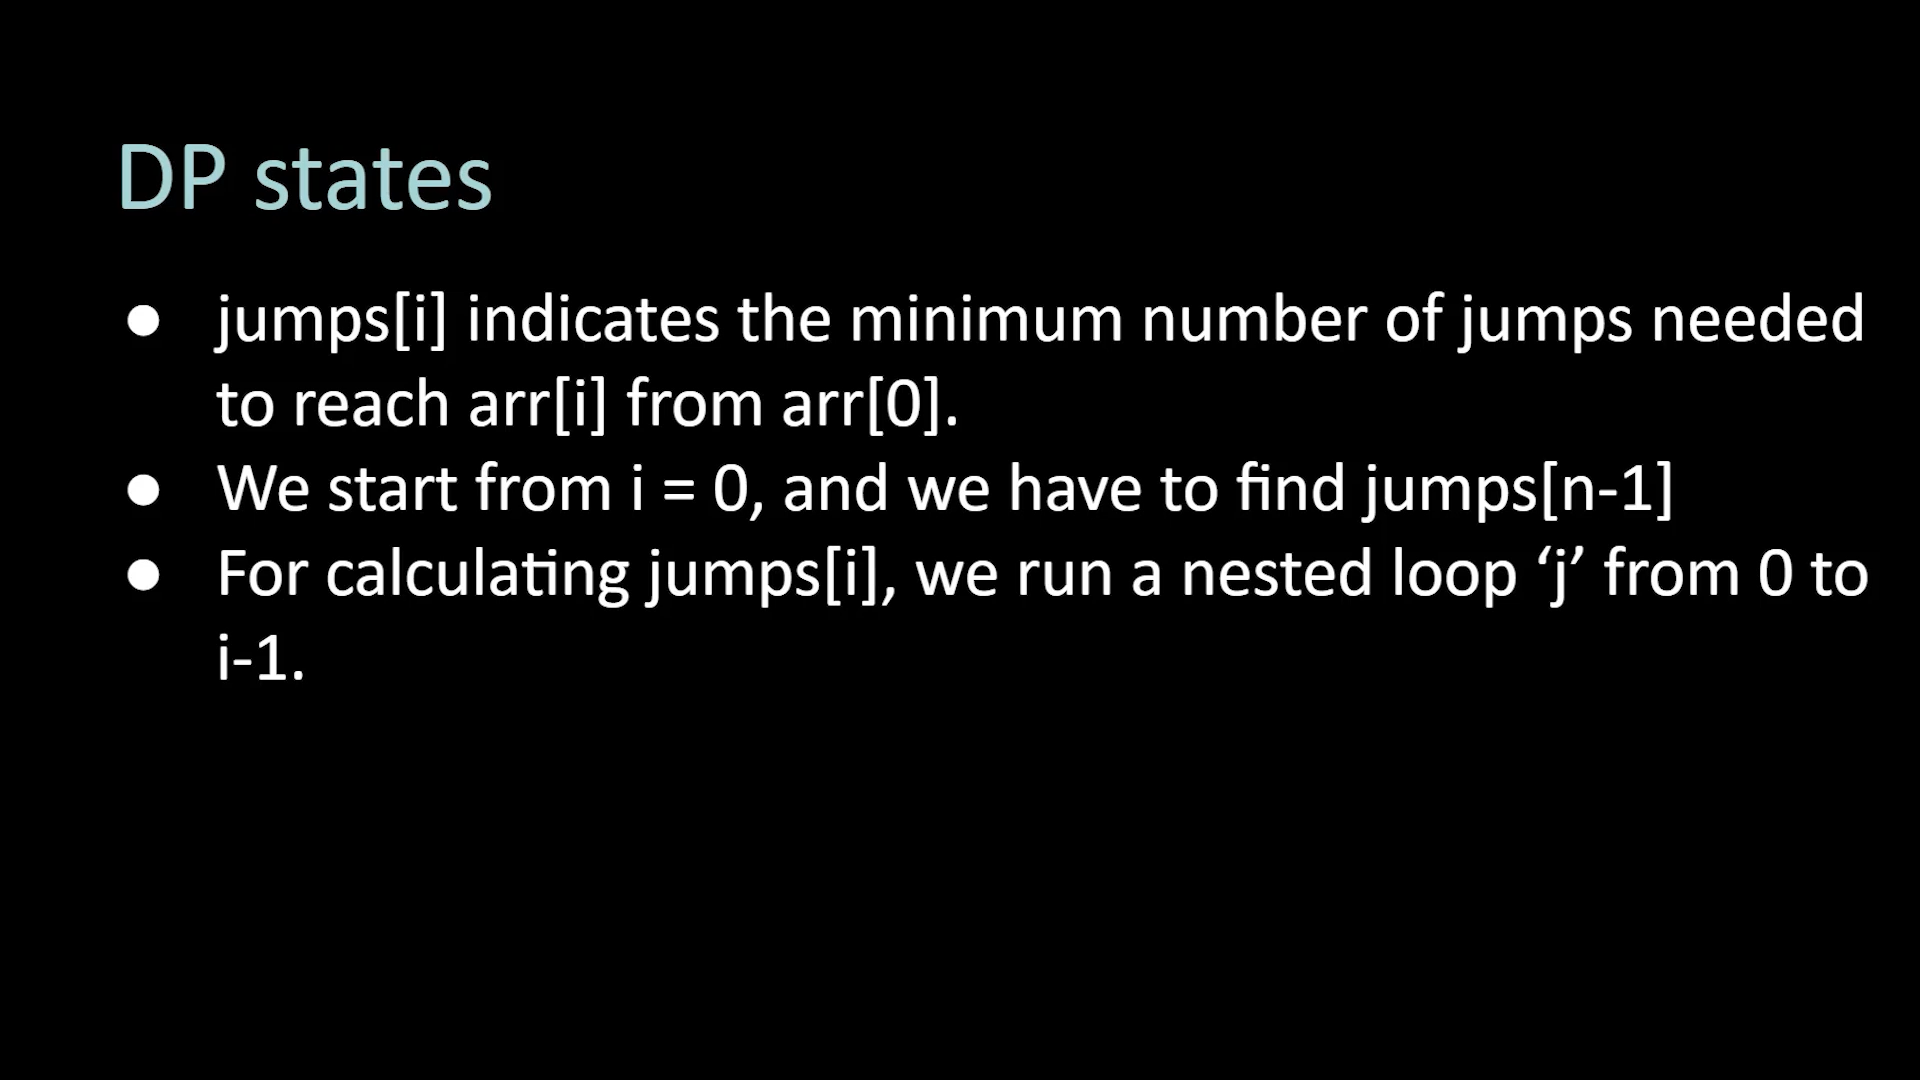 DP states
● jumps[i] indicates the minimum number of jumps needed
to reach arr[i] from arr[0].
● We start from i = 0, and we have to find jumps[n-1]
● For calculating jumps[i], we run a nested loop ‘j’ from 0 to
i-1.